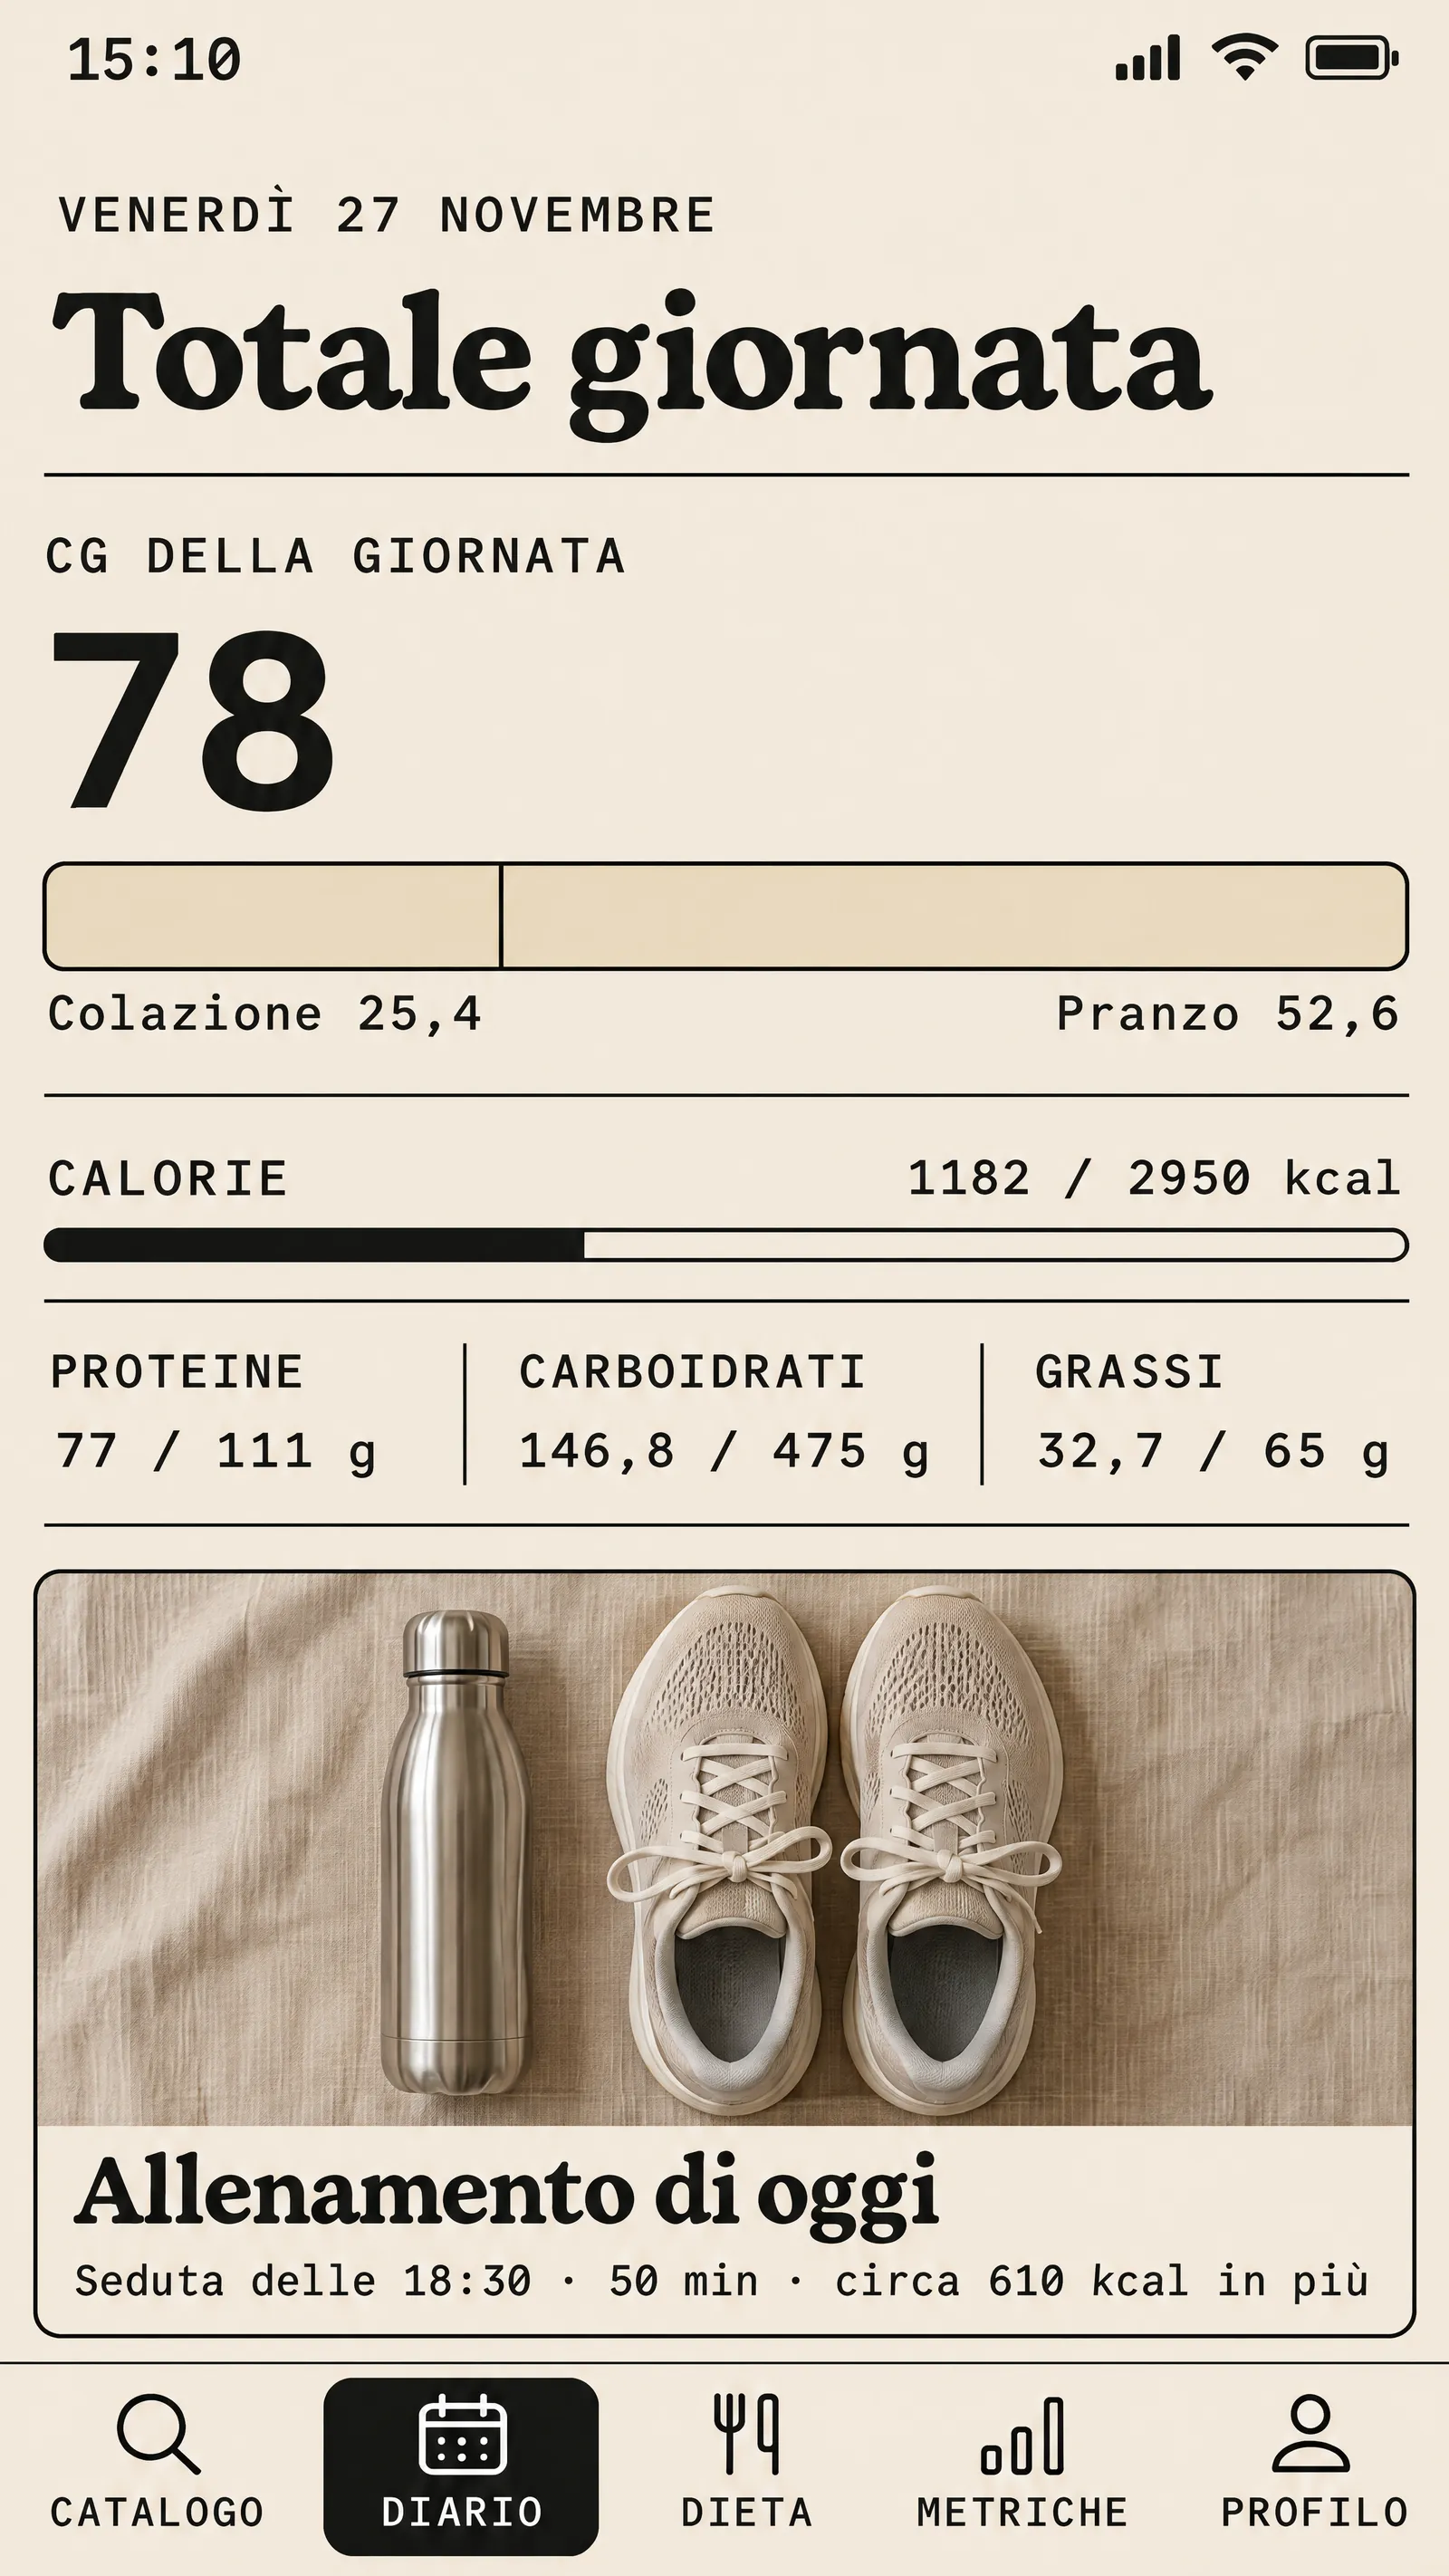 15:10
VENERDÌ 27 NOVEMBRE
Totale giornata
CG DELLA GIORNATA
78
Colazione 25,4
Pranzo 52,6
CALORIE
1182 / 2950 kcal
PROTEINE
77 / 111 g
CARBOIDRATI
146,8 / 475 g
GRASSI
32,7 / 65 g
Allenamento di oggi
Seduta delle 18:30 · 50 min · circa 610 kcal in più
CATALOGO
DIARIO
DIETA
METRICHE
PROFILO